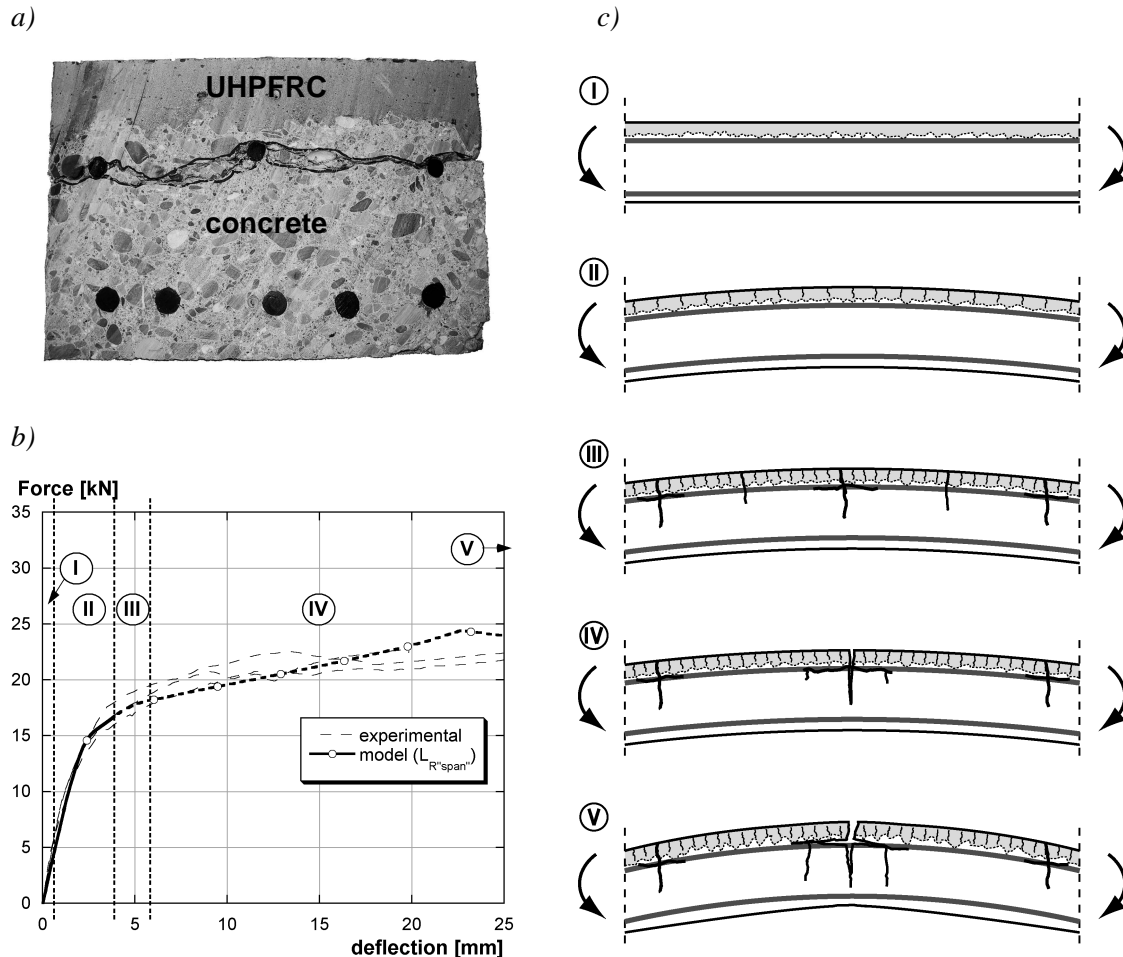 a)
UHPFRC
concrete
b)
Force [kN]
35
30
25
20
15
10
5
0
I
II
III
IV
V
experimental
model (L_R"span")
0 5 10 15 20 25
deflection [mm]
c)
I
II
III
IV
V